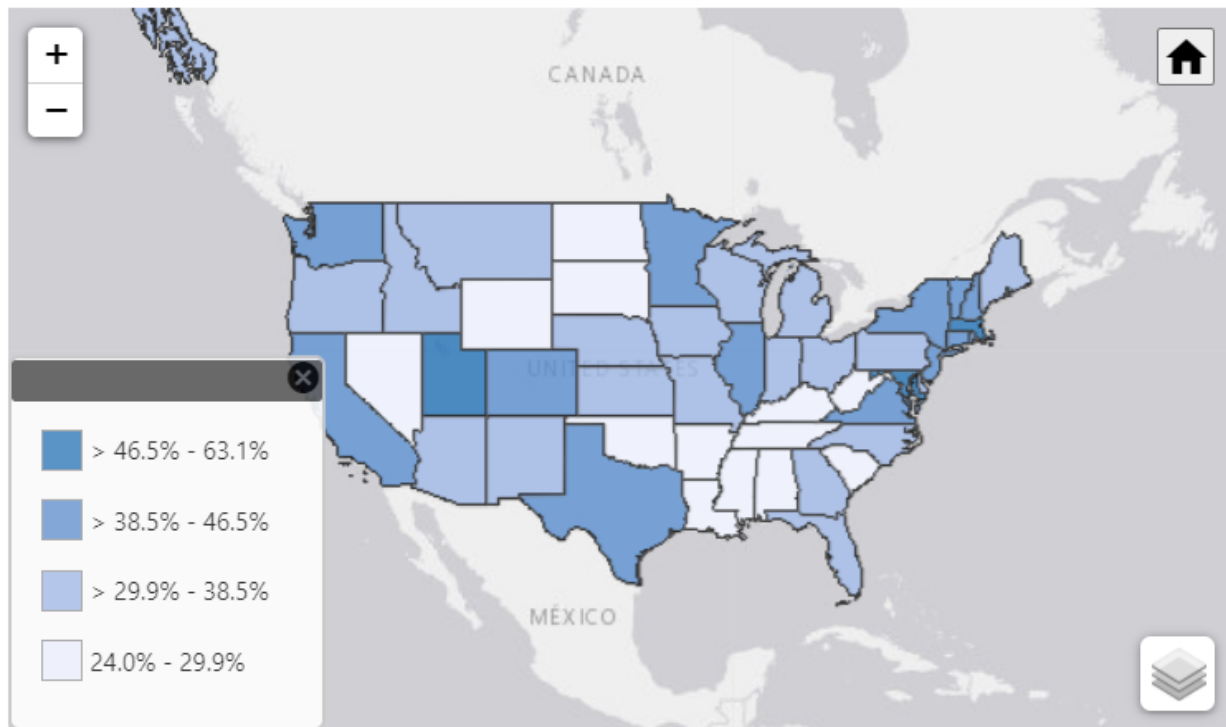 +
CANADA
−
UNITED STATES
> 46.5% - 63.1%
> 38.5% - 46.5%
> 29.9% - 38.5%
MÉXICO
24.0% - 29.9%